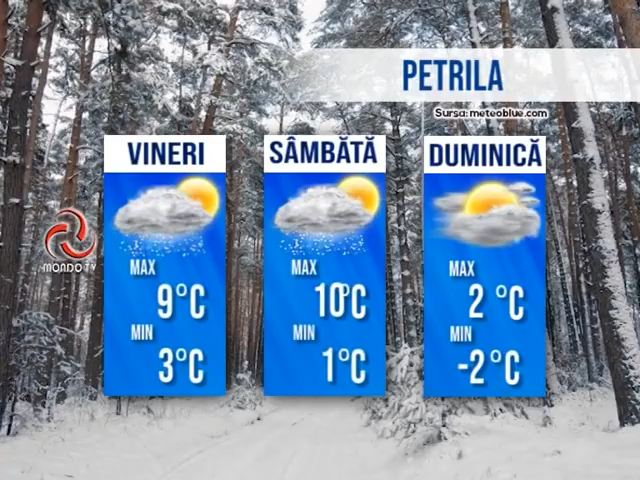 PETRILA
Sursa: meteoblue.com
VINERI
MAX
9°C
MIN
3°C
SÂMBĂTĂ
MAX
10°C
MIN
1°C
DUMINICĂ
MAX
2 °C
MIN
-2°C
MONDO TV